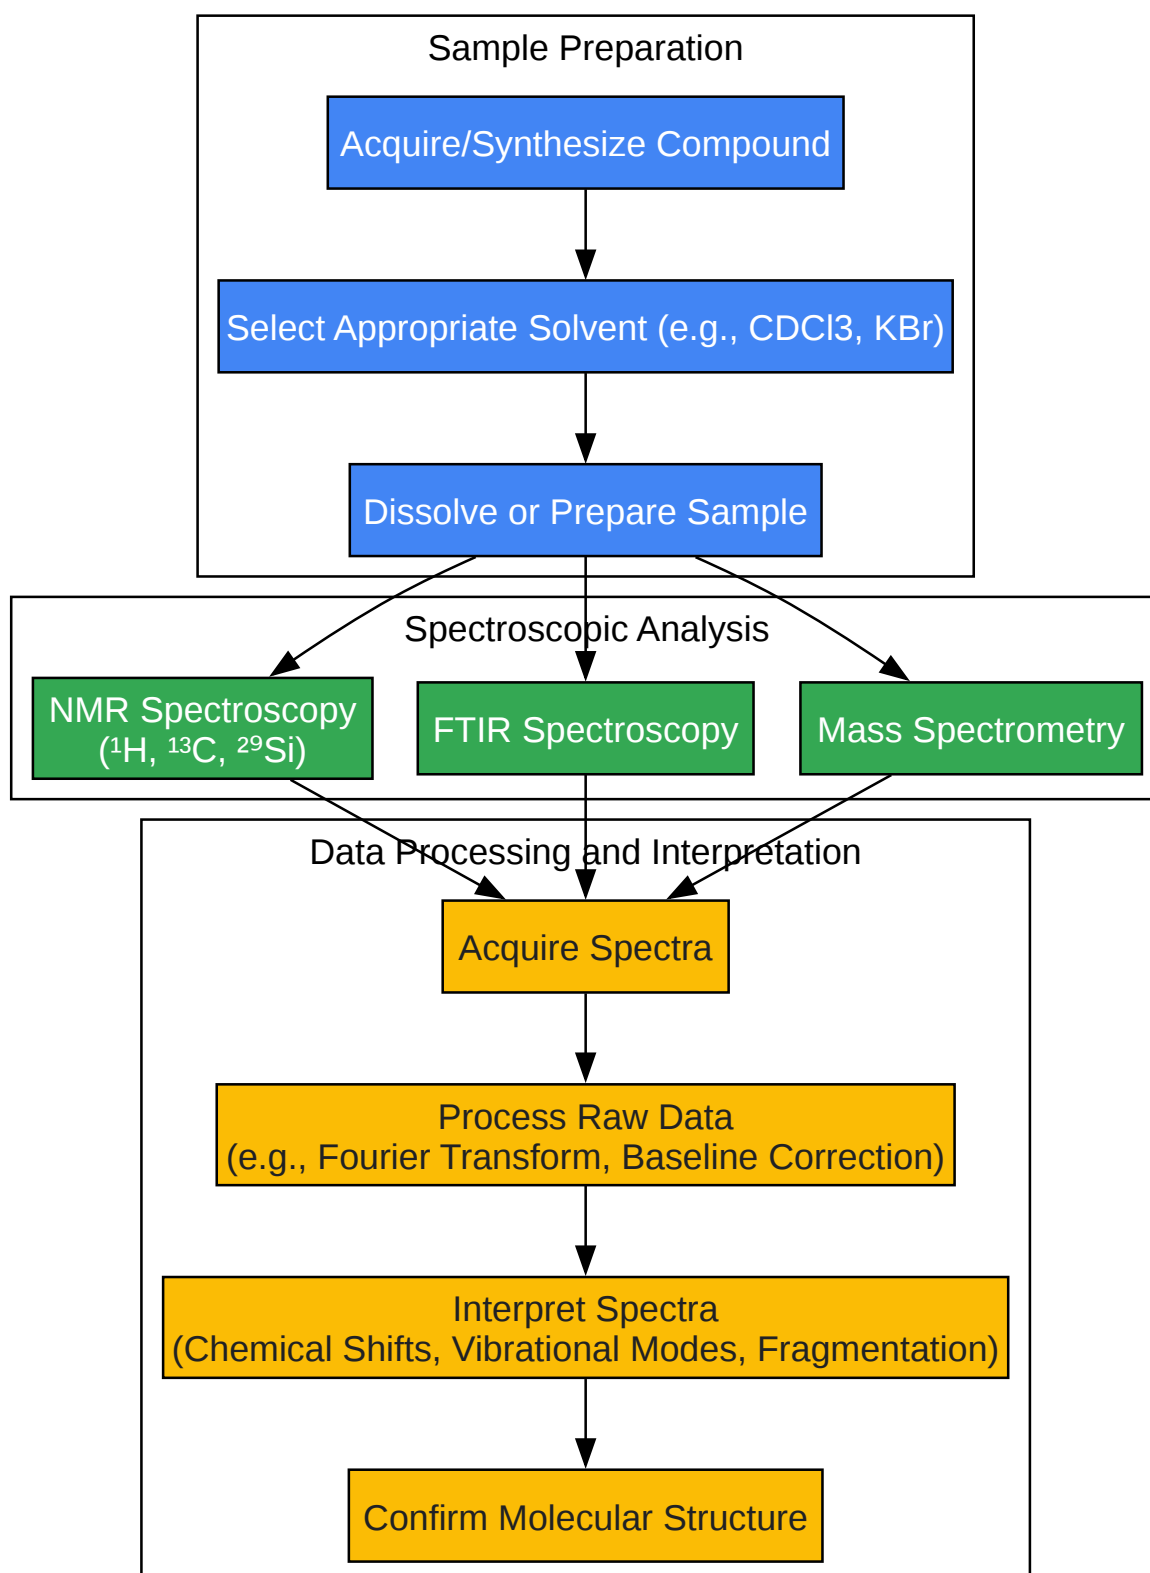 Sample Preparation
Acquire/Synthesize Compound
Select Appropriate Solvent (e.g., CDCl3, KBr)
Dissolve or Prepare Sample
Spectroscopic Analysis
NMR Spectroscopy
(¹H, ¹³C, ²⁹Si)
FTIR Spectroscopy
Mass Spectrometry
Data Processing and Interpretation
Acquire Spectra
Process Raw Data
(e.g., Fourier Transform, Baseline Correction)
Interpret Spectra
(Chemical Shifts, Vibrational Modes, Fragmentation)
Confirm Molecular Structure